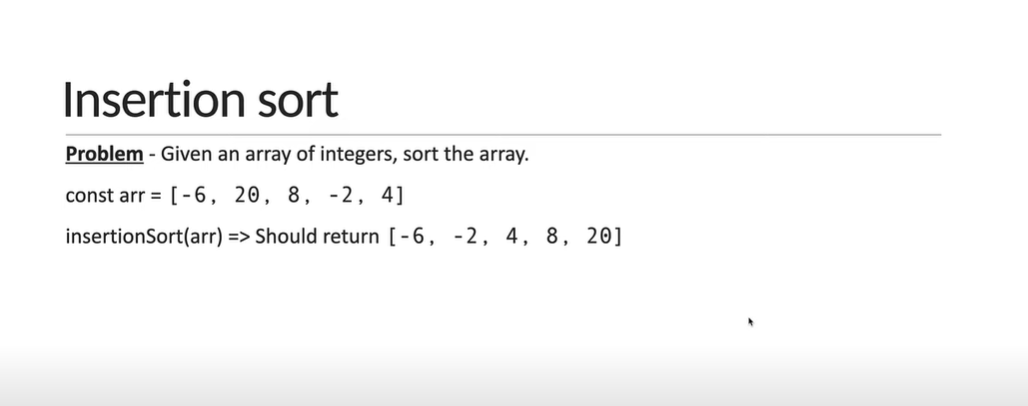 Insertion sort
Problem - Given an array of integers, sort the array.
const arr = [-6, 20, 8, -2, 4]
insertionSort(arr) => Should return [-6, -2, 4, 8, 20]